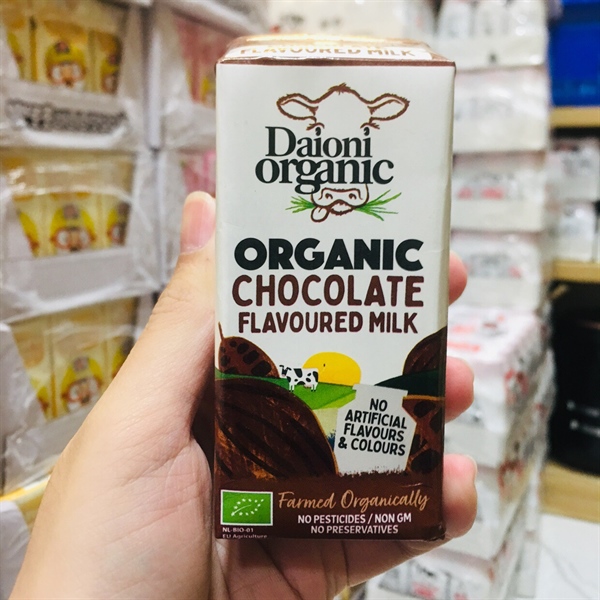 FLAVOURED MILK
Daioni
organic
ORGANIC
CHOCOLATE
FLAVOURED MILK
NO
ARTIFICIAL
FLAVOURS
& COLOURS
Farmed Organically
NO PESTICIDES / NON GM
NO PRESERVATIVES
NL-BIO-01
EU Agriculture